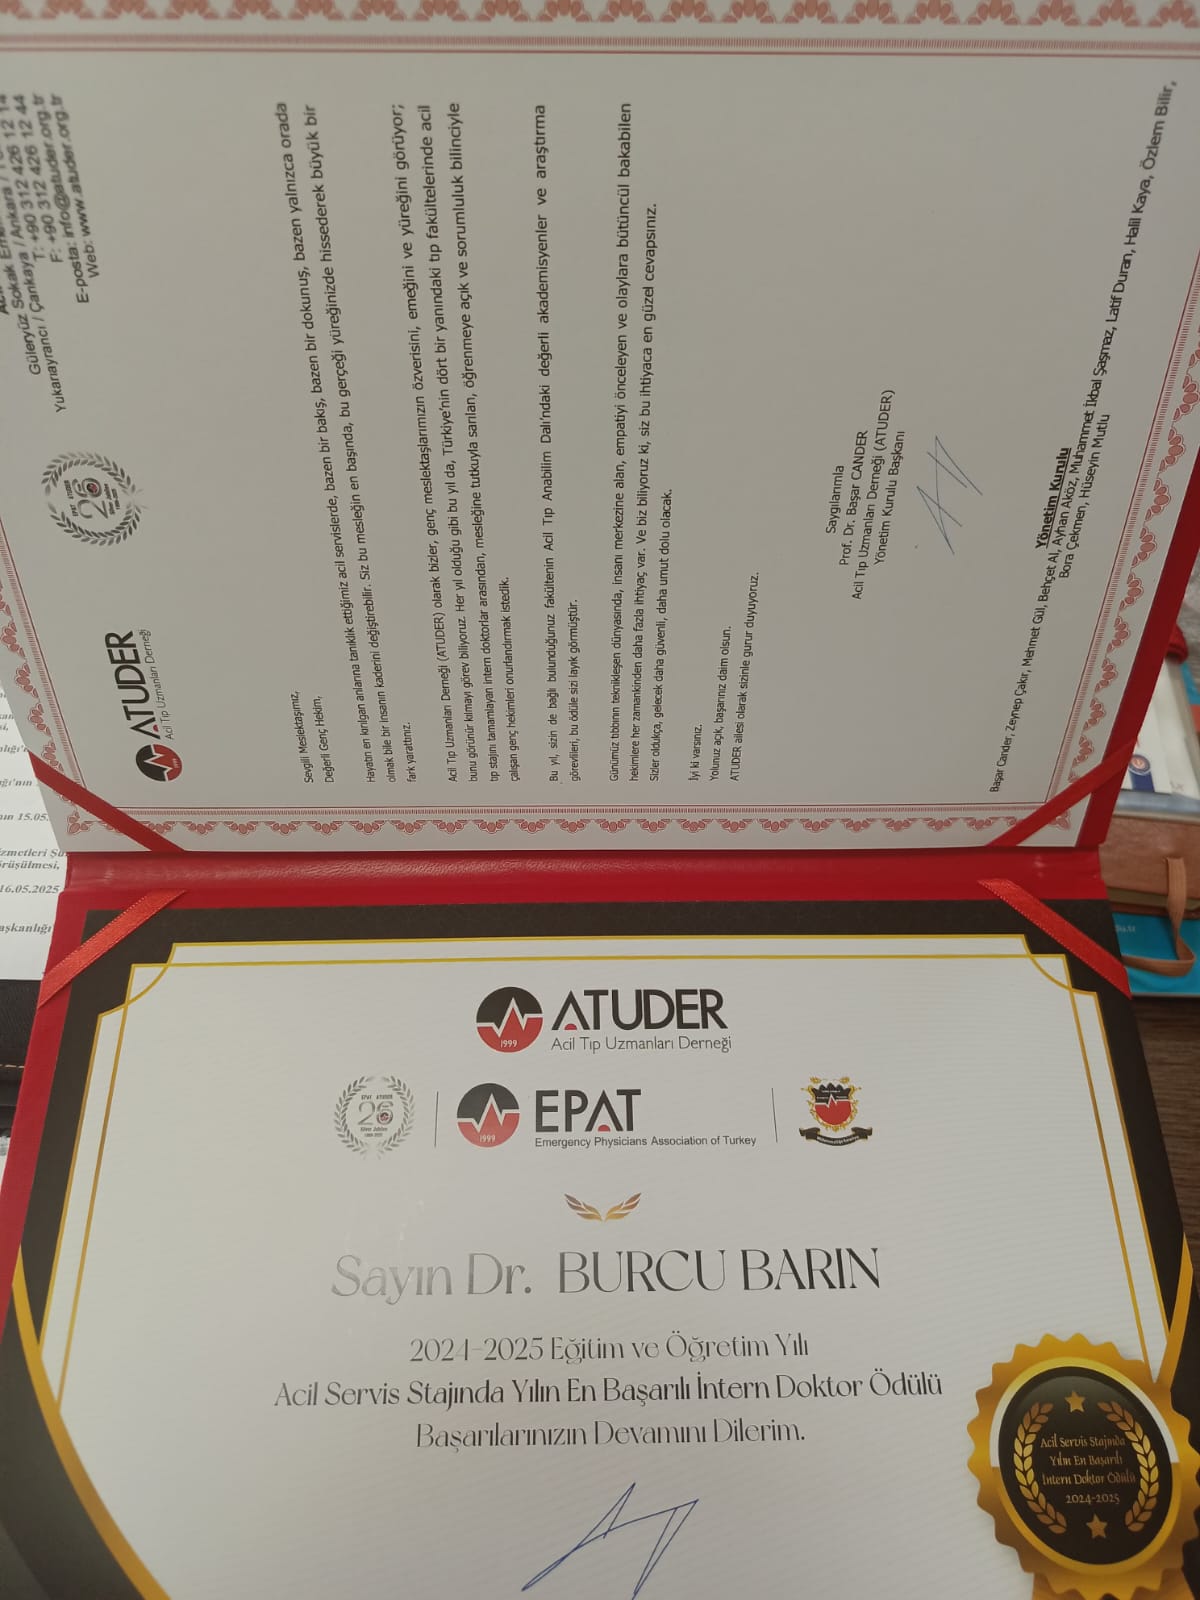 ATUDER
Acil Tıp Uzmanları Derneği
EPAT ATUDER
26
Güleryüz Sokak
Yukarıayrancı / Çankaya / Ankara /
T: +90 312 426 12 14
F: +90 312 426 12 44
E-posta: info@atuder.org.tr
Web: www.atuder.org.tr
Sevgili Meslektaşımız,
Değerli Genç Hekim,
Hayatın en kırılgan anlarına tanıklık ettiğimiz acil servislerde, bazen bir bakış, bazen bir dokunuş, bazen yalnızca orada
olmak bile bir insanın kaderini değiştirebilir. Siz bu mesleğin en başında, bu gerçeği yüreğinizde hissederek büyük bir
fark yarattınız.
Acil Tıp Uzmanları Derneği (ATUDER) olarak bizler, genç meslektaşlarımızın özverisini, emeğini ve yüreğini görüyor;
bunu görünür kılmayı görev biliyoruz. Her yıl olduğu gibi bu yıl da, Türkiye'nin dört bir yanındaki tıp fakültelerinde acil
tıp stajını tamamlayan intern doktorlar arasından, mesleğine tutkuyla sarılan, öğrenmeye açık ve sorumluluk bilinciyle
çalışan genç hekimleri onurlandırmak istedik.
Bu yıl, sizin de bağlı bulunduğunuz fakültenin Acil Tıp Anabilim Dalı'ndaki değerli akademisyenler ve araştırma
görevlileri, bu ödüle sizi layık görmüştür.
Günümüz tıbbının teknikleşen dünyasında, insanı merkezine alan, empatiyi önceleyen ve olaylara bütüncül bakabilen
hekimlere her zamankinden daha fazla ihtiyaç var. Ve biz biliyoruz ki, siz bu ihtiyaca en güzel cevapsınız.
Sizler oldukça, gelecek daha güvenli, daha umut dolu olacak.
İyi ki varsınız.
Yolunuz açık, başarınız daim olsun.
ATUDER ailesi olarak sizinle gurur duyuyoruz.
Saygılarımla
Prof. Dr. Başar CANDER
Acil Tıp Uzmanları Derneği (ATUDER)
Yönetim Kurulu Başkanı
Yönetim Kurulu
Başar Cander, Zeynep Çakır, Mehmet Gül, Behçet Al, Ayhan Aköz, Muhammet İkbal Şaşmaz, Latif Duran, Halil Kaya, Özlem Bilir,
Bora Çekmen, Hüseyin Mutlu
16.05.2025
1999
ATUDER
Acil Tıp Uzmanları Derneği
EPAT ATUDER
26
1999
EPAT
Emergency Physicians Association of Turkey
Sayın Dr. BURCU BARIN
2024-2025 Eğitim ve Öğretim Yılı
Acil Servis Stajında Yılın En Başarılı İntern Doktor Ödülü
Başarılarınızın Devamını Dilerim.
Acil Servis Stajında
Yılın En Başarılı
İntern Doktor Ödülü
2024-2025